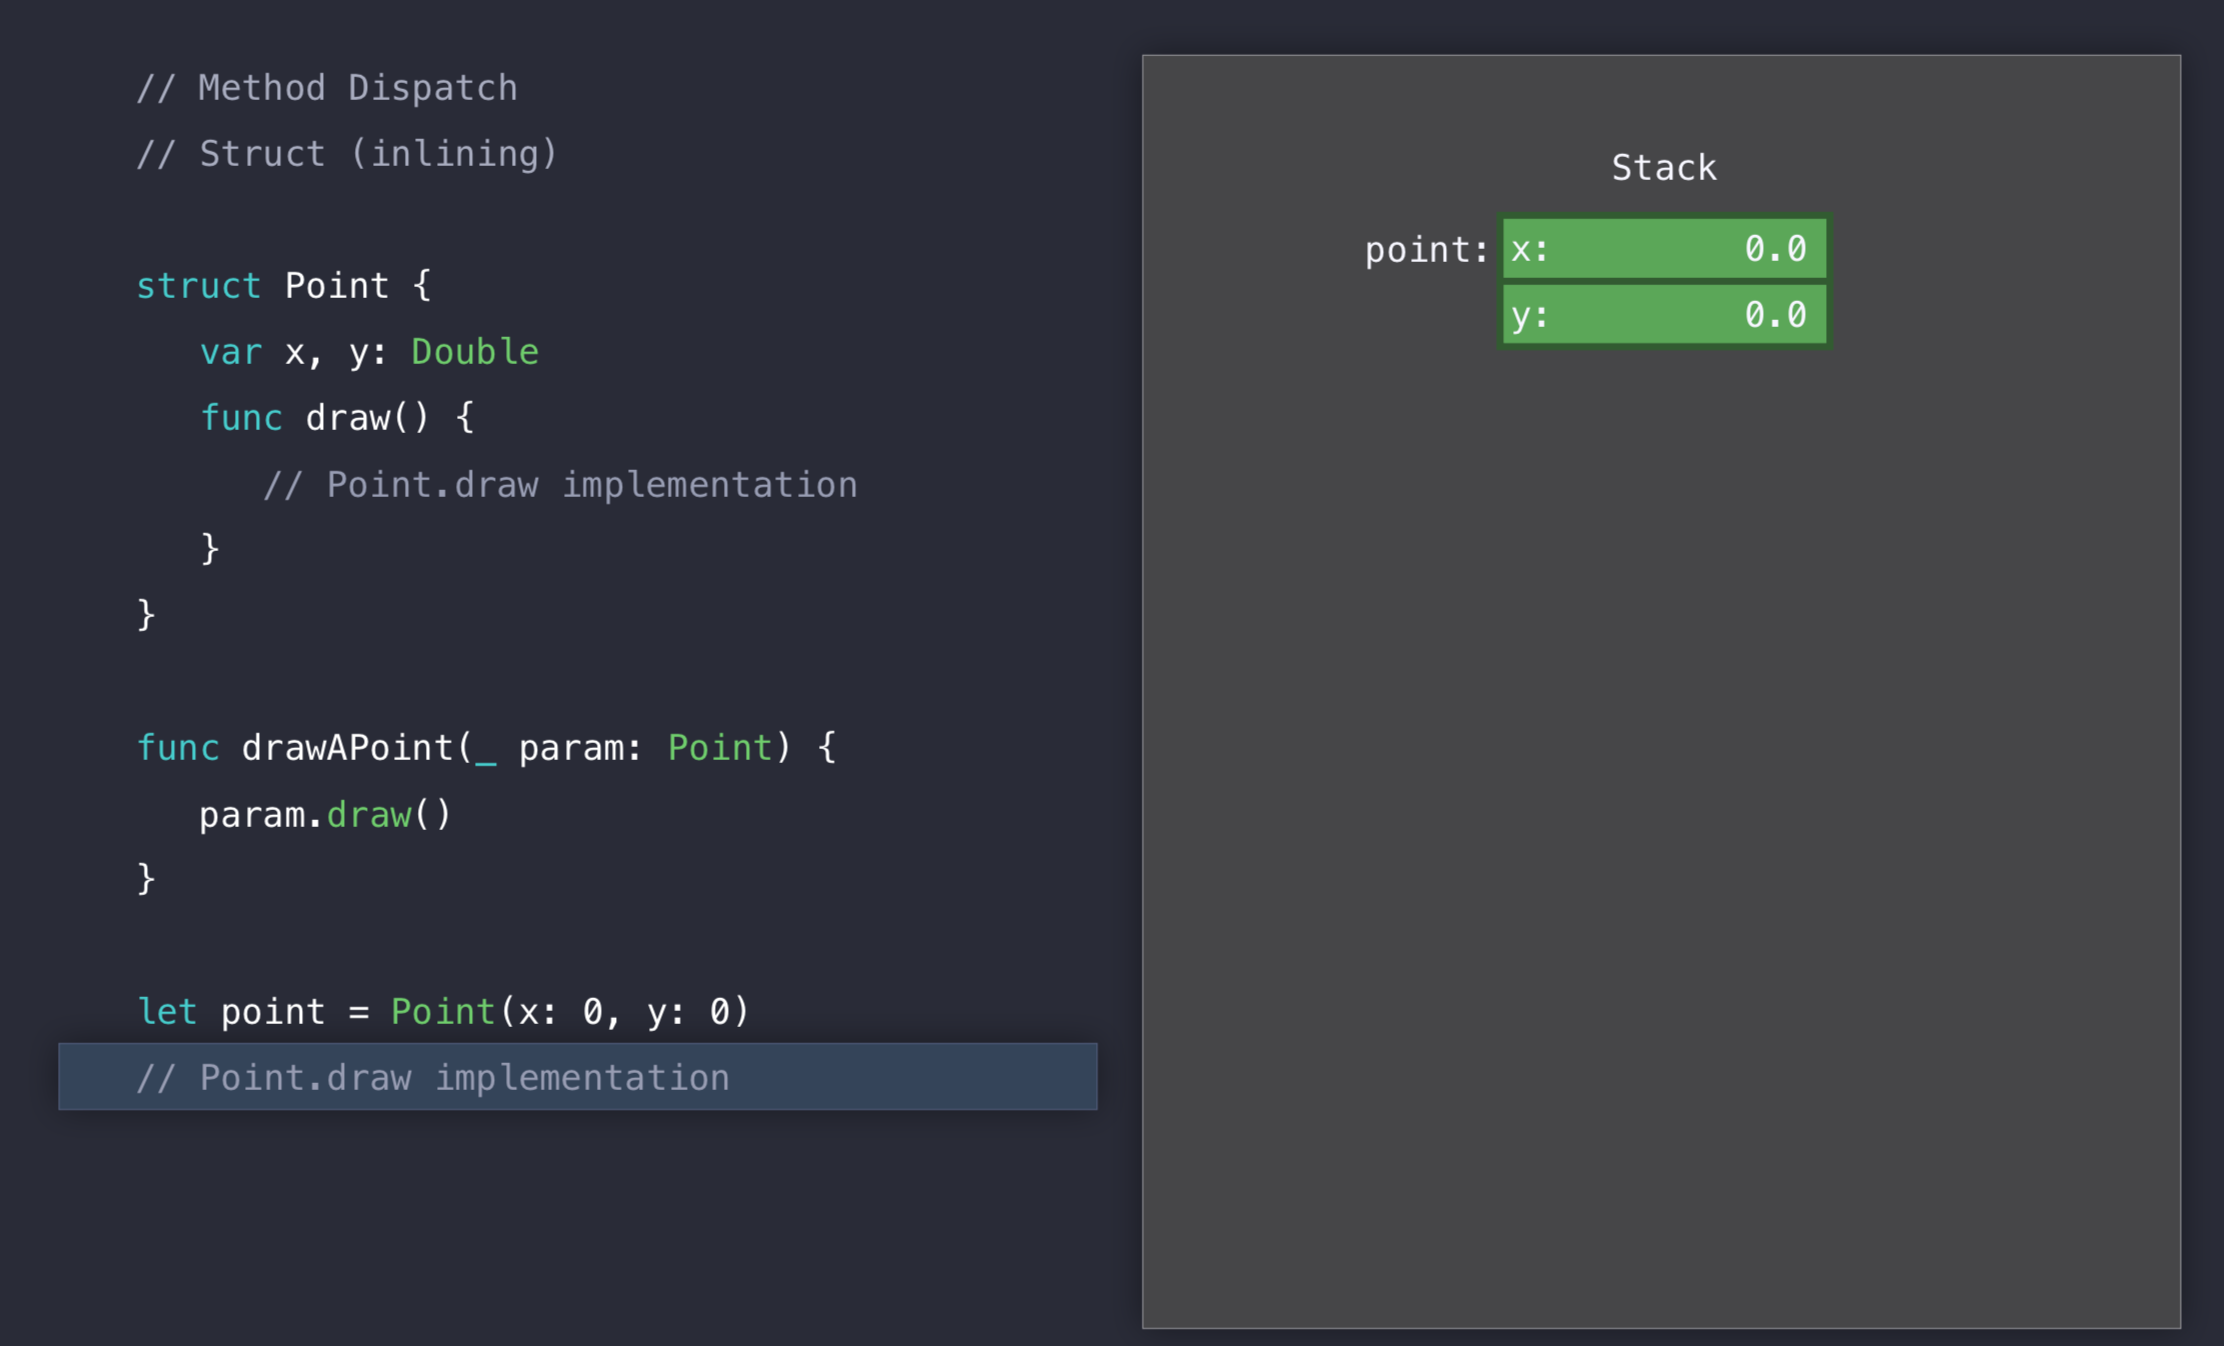 // Method Dispatch
// Struct (inlining)
struct Point {
var x, y: Double
func draw() {
// Point.draw implementation
}
}
func drawAPoint(_ param: Point) {
param.draw()
}
let point = Point(x: 0, y: 0)
// Point.draw implementation
Stack
point: x: 0.0
y: 0.0